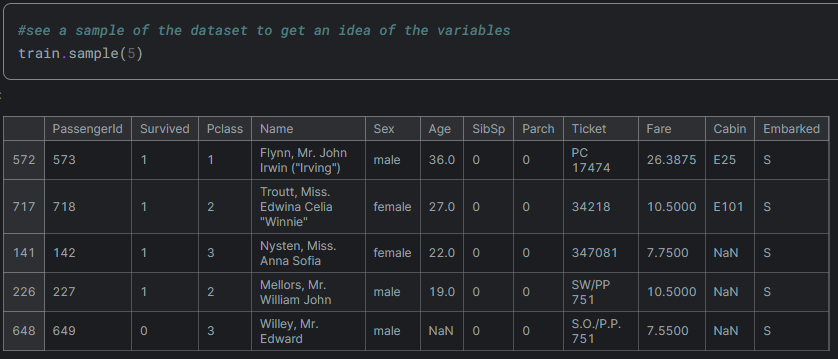 #see a sample of the dataset to get an idea of the variables
train.sample(5)
:
PassengerId Survived Pclass Name Sex Age SibSp Parch Ticket Fare Cabin Embarked
572 573 1 1 Flynn, Mr. John Irwin ("Irving") male 36.0 0 0 PC 17474 26.3875 E25 S
717 718 1 2 Troutt, Miss. Edwina Celia "Winnie" female 27.0 0 0 34218 10.5000 E101 S
141 142 1 3 Nysten, Miss. Anna Sofia female 22.0 0 0 347081 7.7500 NaN S
226 227 1 2 Mellors, Mr. William John male 19.0 0 0 SW/PP 751 10.5000 NaN S
648 649 0 3 Willey, Mr. Edward male NaN 0 0 S.O./P.P. 751 7.5500 NaN S